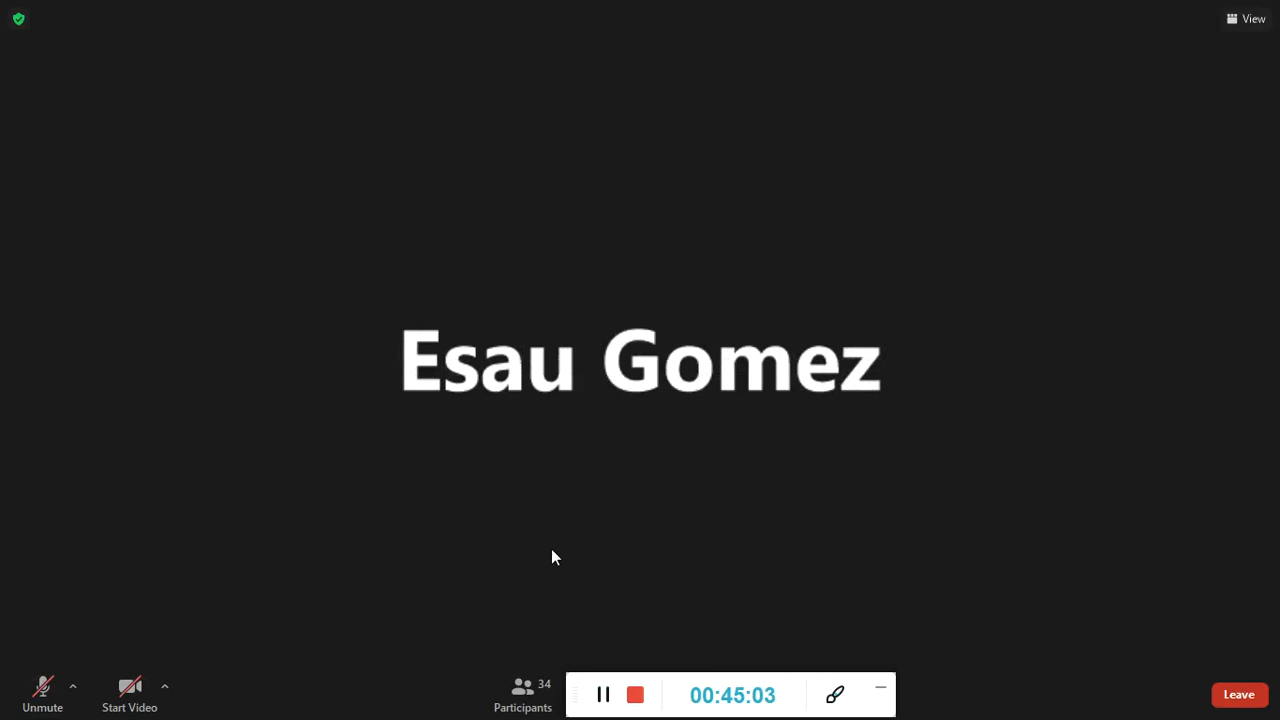 View
Esau Gomez
Unmute
Start Video
34
Participants
00:45:03
Leave